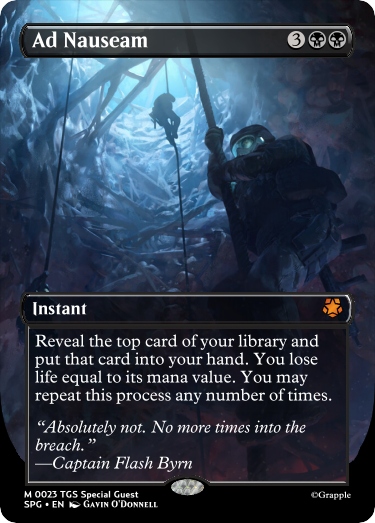 Ad Nauseam 3
Instant
Reveal the top card of your library and
put that card into your hand. You lose
life equal to its mana value. You may
repeat this process any number of times.
“Absolutely not. No more times into the
breach.”
—Captain Flash Byrn
M 0023 TGS Special Guest
SPG • EN Gavin O'Donnell
©Grapple